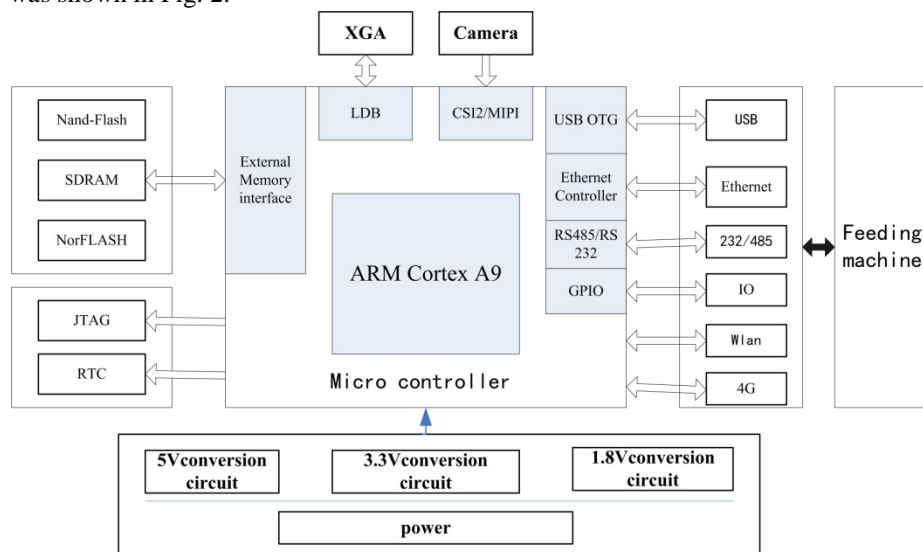 was shown in Fig. 2.
XGA
Camera
Nand-Flash
SDRAM
NorFLASH
External
Memory
interface
LDB
CSI2/MIPI
USB OTG
Ethernet
Controller
RS485/RS
232
GPIO
ARM Cortex A9
Micro controller
USB
Ethernet
232/485
IO
Wlan
4G
Feeding
machine
JTAG
RTC
5Vconversion
circuit
3.3Vconversion
circuit
1.8Vconversion
circuit
power